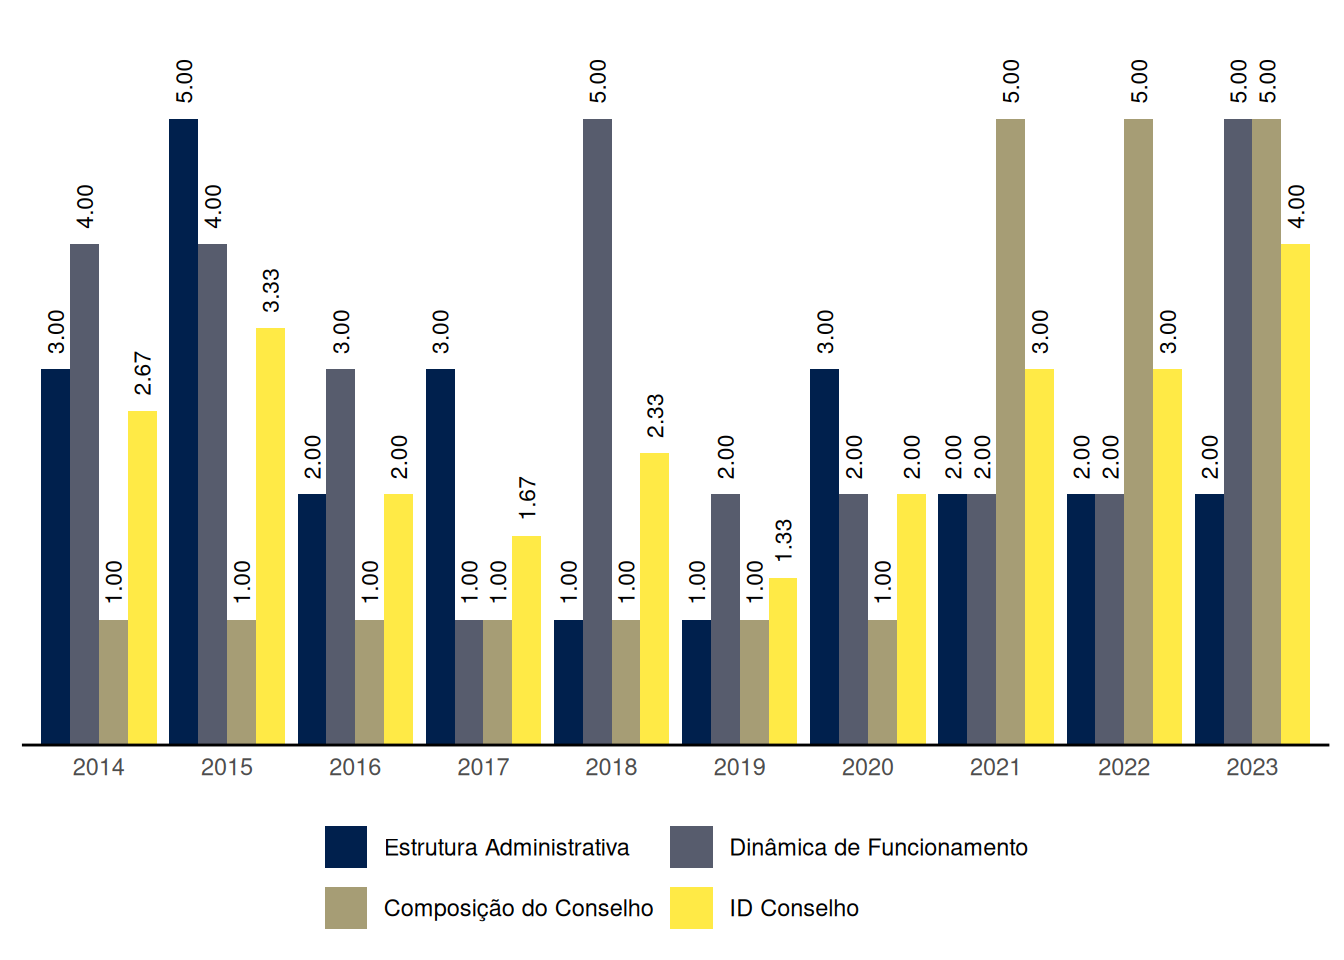 5.00 5.00 5.00 5.00 5.00 5.00
4.00 4.00 4.00
3.33
3.00 3.00 3.00 3.00 3.00 3.00
2.67
2.33
2.00 2.00 2.00 2.00 2.00 2.00 2.00 2.00 2.00 2.00
1.67
1.33
1.00 1.00 1.00 1.00 1.00 1.00 1.00 1.00 1.00 1.00
2014 2015 2016 2017 2018 2019 2020 2021 2022 2023
Estrutura Administrativa Dinâmica de Funcionamento
Composição do Conselho ID Conselho